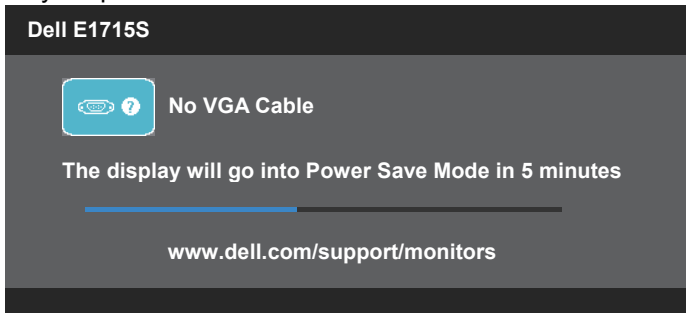 Dell E1715S
No VGA Cable
The display will go into Power Save Mode in 5 minutes
www.dell.com/support/monitors